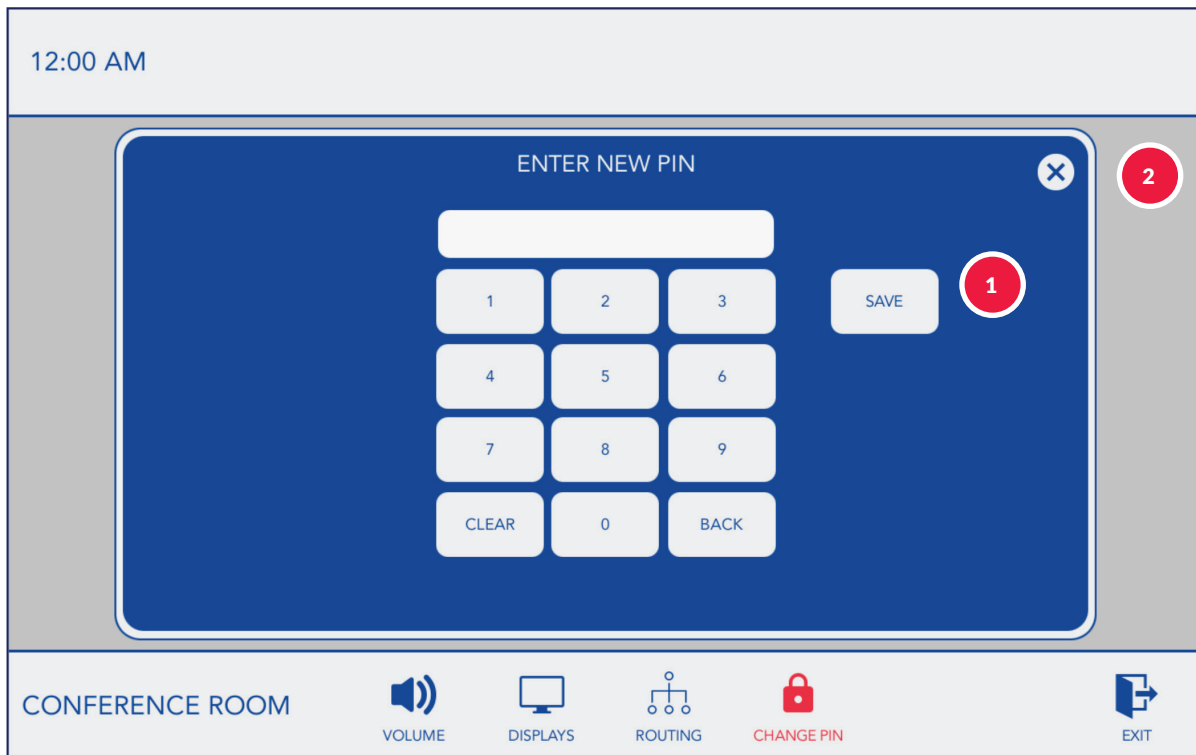 12:00 AM
ENTER NEW PIN
2
1 2 3 SAVE 1
4 5 6
7 8 9
CLEAR 0 BACK
CONFERENCE ROOM
VOLUME DISPLAYS ROUTING CHANGE PIN EXIT